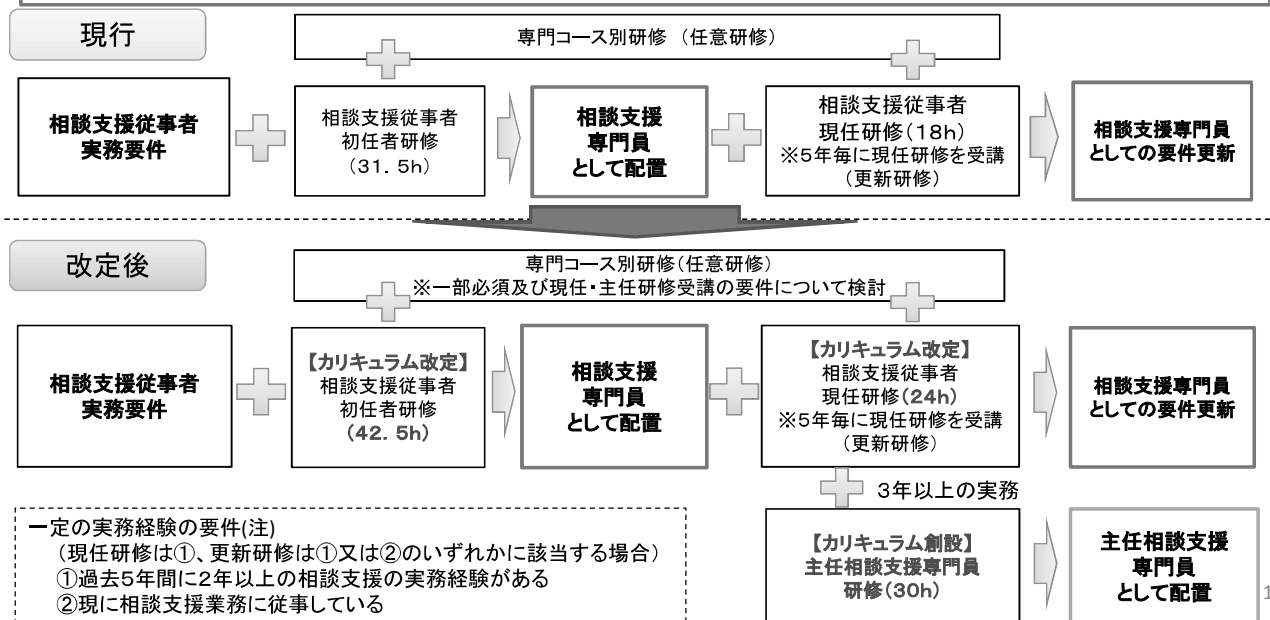 現行
専門コース別研修 （任意研修）
相談支援従事者
実務要件
相談支援従事者
初任者研修
(31．5h)
相談支援
専門員
として配置
相談支援従事者
現任研修(18h)
※5年毎に現任研修を受講
(更新研修)
相談支援専門員
としての要件更新
改定後
専門コース別研修(任意研修)
※一部必須及び現任・主任研修受講の要件について検討
相談支援従事者
実務要件
【カリキュラム改定】
相談支援従事者
初任者研修
(42．5h)
相談支援
専門員
として配置
【カリキュラム改定】
相談支援従事者
現任研修(24h)
※5年毎に現任研修を受講
(更新研修)
相談支援専門員
としての要件更新
3年以上の実務
一定の実務経験の要件(注)
（現任研修は①、更新研修は①又は②のいずれかに該当する場合）
①過去5年間に2年以上の相談支援の実務経験がある
②現に相談支援業務に従事している
【カリキュラム創設】
主任相談支援専門員
研修(30h)
主任相談支援
専門員
として配置
1